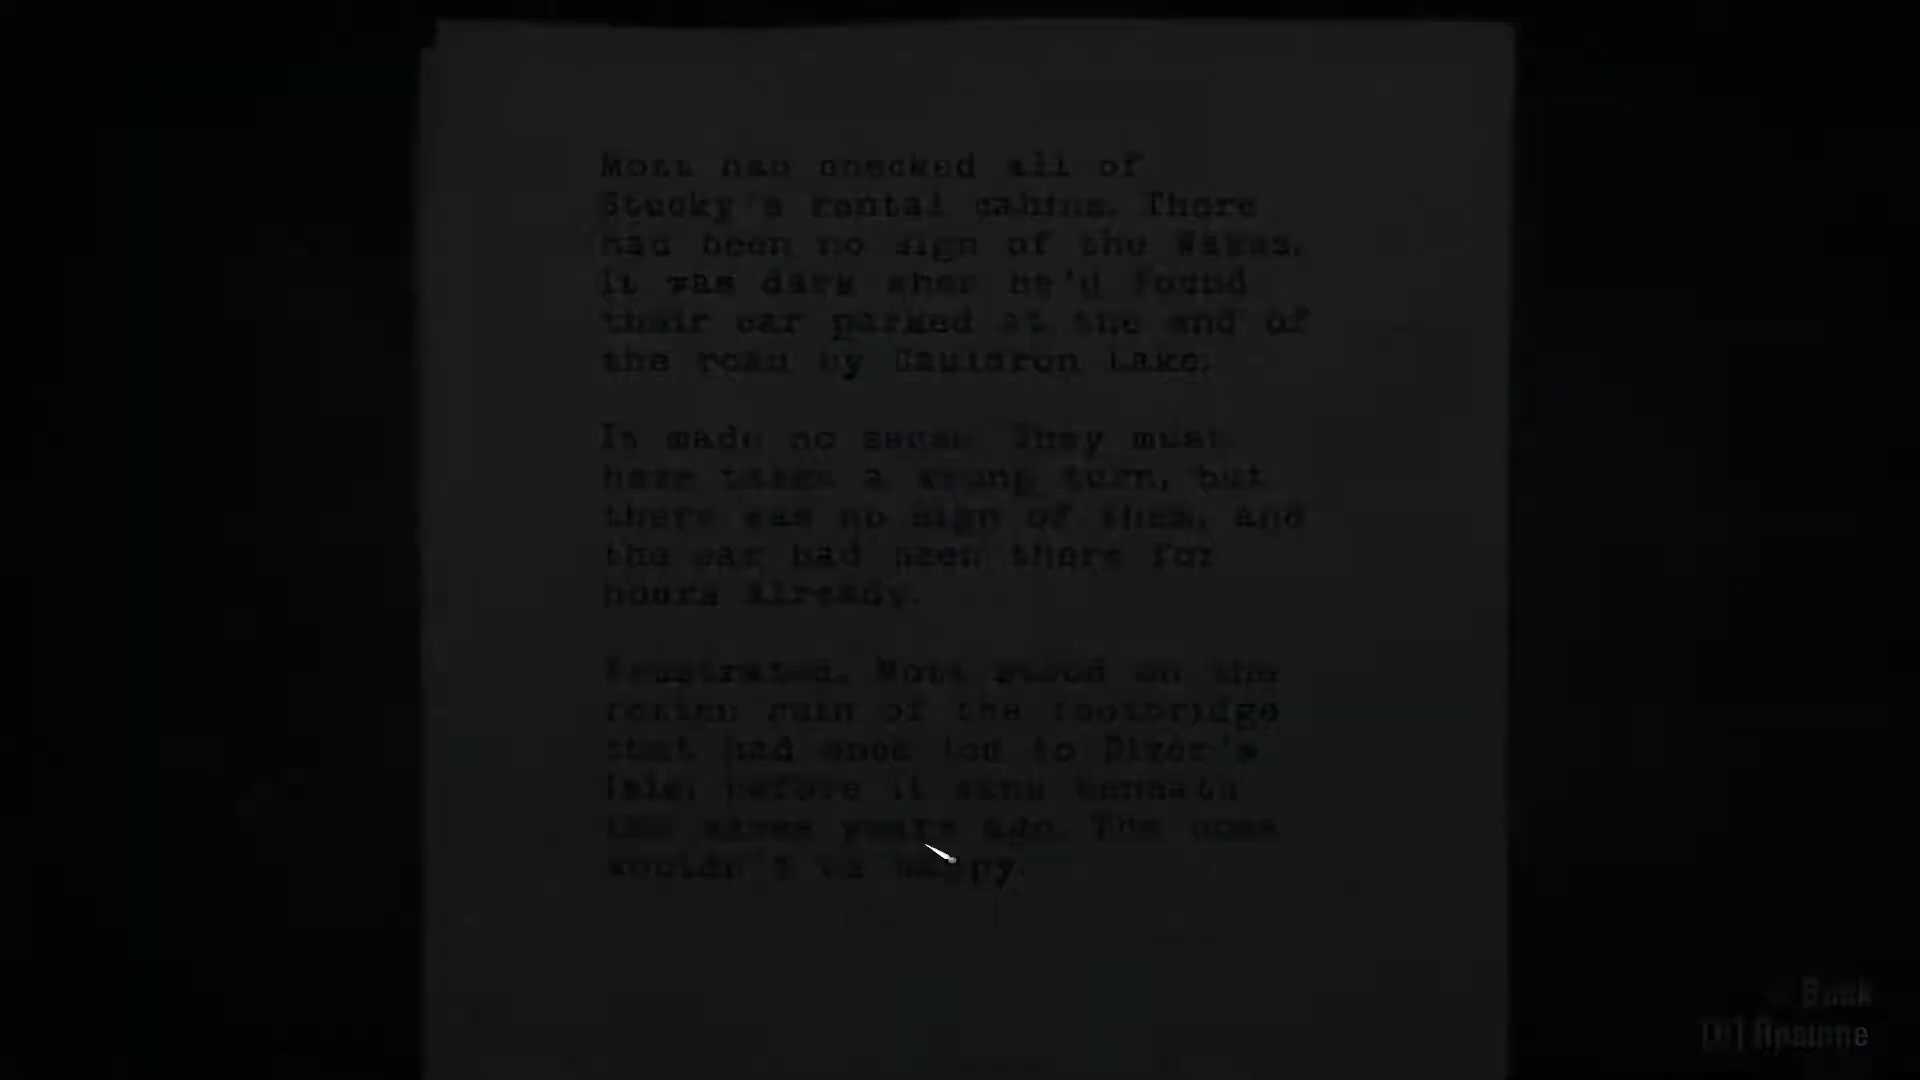 Mott had checked all of
Stucky's rental cabins. There
had been no sign of the Wakes.
It was dark when he'd found
their car parked at the end of
the road by Cauldron Lake.
It made no sense. They must
have taken a wrong turn, but
there was no sign of them, and
the car had been there for
hours already.
Frustrated, Mott stood on the
rotten ruin of the footbridge
that had once led to Diver's
Isle, before it sank beneath
the waves years ago. The boss
wouldn't be happy.
Back
Resume